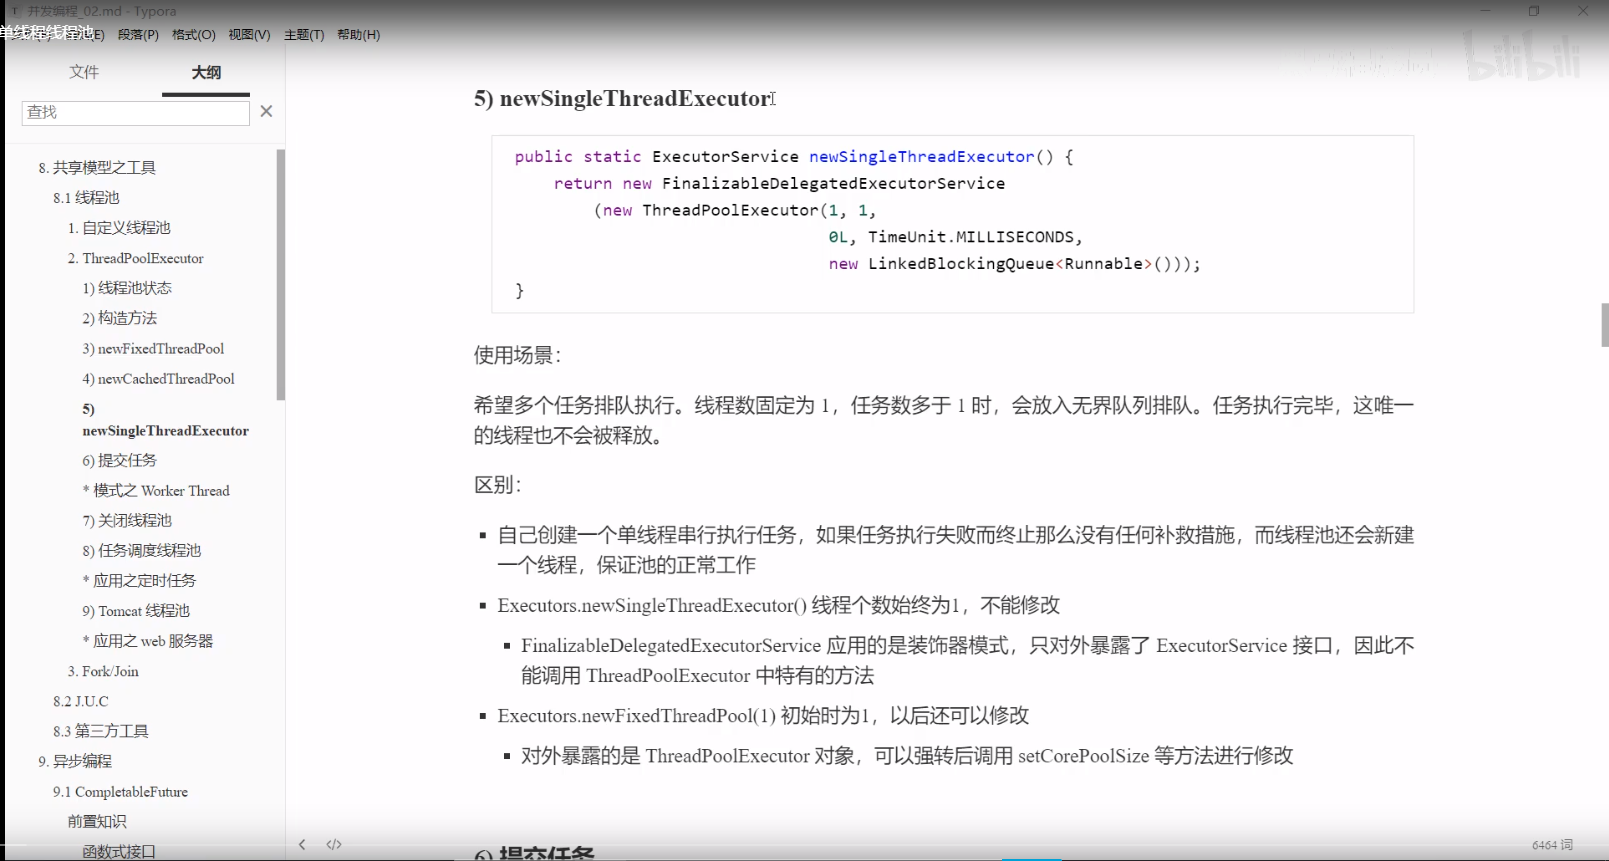 开发编程_02.md - Typora
单线程线程池
段落(P) 格式(O) 视图(V) 主题(T) 帮助(H)
文件 大纲
查找
8. 共享模型之工具
8.1 线程池
1. 自定义线程池
2. ThreadPoolExecutor
1) 线程池状态
2) 构造方法
3) newFixedThreadPool
4) newCachedThreadPool
5)
newSingleThreadExecutor
6) 提交任务
* 模式之 Worker Thread
7) 关闭线程池
8) 任务调度线程池
* 应用之定时任务
9) Tomcat 线程池
* 应用之 web 服务器
3. Fork/Join
8.2 J.U.C
8.3 第三方工具
9. 异步编程
9.1 CompletableFuture
前置知识
函数式接口
bilibili
5) newSingleThreadExecutor
public static ExecutorService newSingleThreadExecutor() {
return new FinalizableDelegatedExecutorService
(new ThreadPoolExecutor(1, 1,
0L, TimeUnit.MILLISECONDS,
new LinkedBlockingQueue<Runnable>()));
}
使用场景：
希望多个任务排队执行。线程数固定为 1，任务数多于 1 时，会放入无界队列排队。任务执行完毕，这唯一
的线程也不会被释放。
区别：
自己创建一个单线程串行执行任务，如果任务执行失败而终止那么没有任何补救措施，而线程池还会新建
一个线程，保证池的正常工作
Executors.newSingleThreadExecutor() 线程个数始终为1，不能修改
FinalizableDelegatedExecutorService 应用的是装饰器模式，只对外暴露了 ExecutorService 接口，因此不
能调用 ThreadPoolExecutor 中特有的方法
Executors.newFixedThreadPool(1) 初始时为1，以后还可以修改
对外暴露的是 ThreadPoolExecutor 对象，可以强转后调用 setCorePoolSize 等方法进行修改
6) 提交任务
6464 词